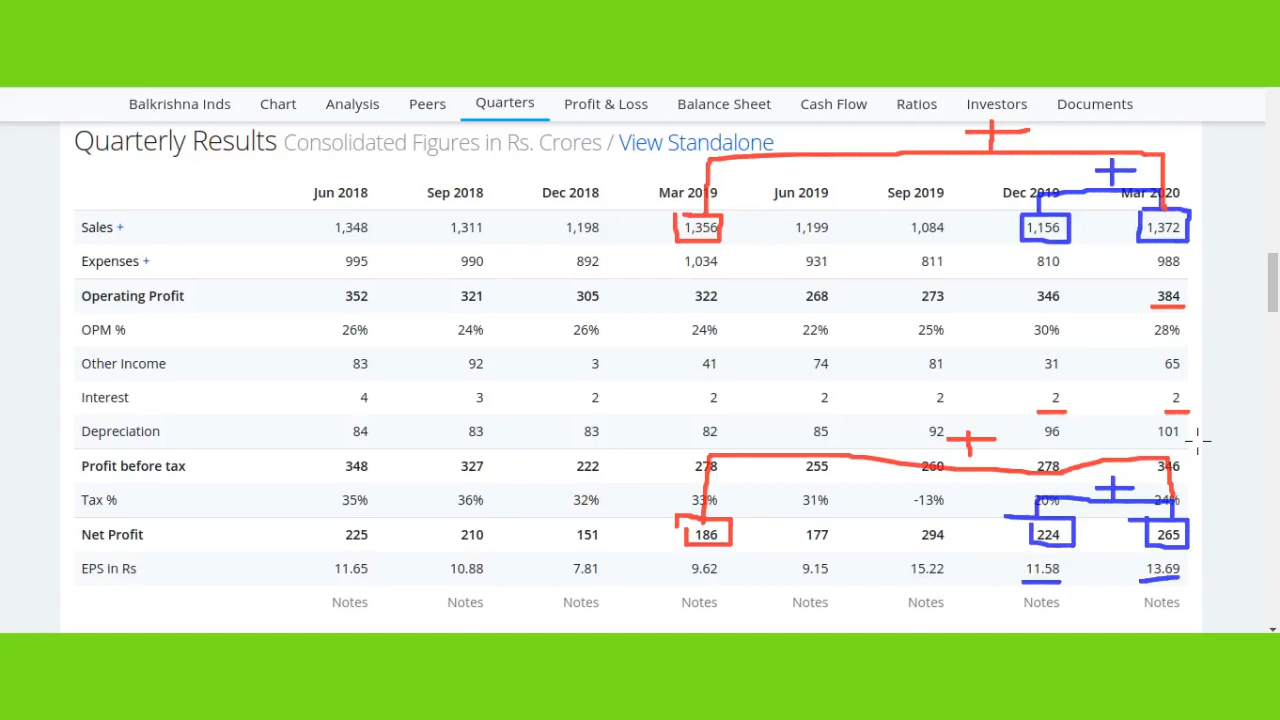 Balkrishna Inds Chart Analysis Peers Quarters Profit & Loss Balance Sheet Cash Flow Ratios Investors Documents
Quarterly Results Consolidated Figures in Rs. Crores / View Standalone
Jun 2018 Sep 2018 Dec 2018 Mar 2019 Jun 2019 Sep 2019 Dec 2019 Mar 2020
Sales + 1,348 1,311 1,198 1,356 1,199 1,084 1,156 1,372
Expenses + 995 990 892 1,034 931 811 810 988
Operating Profit 352 321 305 322 268 273 346 384
OPM % 26% 24% 26% 24% 22% 25% 30% 28%
Other Income 83 92 3 41 74 81 31 65
Interest 4 3 2 2 2 2 2 2
Depreciation 84 83 83 82 85 92 96 101
Profit before tax 348 327 222 278 255 260 278 346
Tax % 35% 36% 32% 33% 31% -13% 20% 24%
Net Profit 225 210 151 186 177 294 224 265
EPS in Rs 11.65 10.88 7.81 9.62 9.15 15.22 11.58 13.69
Notes Notes Notes Notes Notes Notes Notes Notes